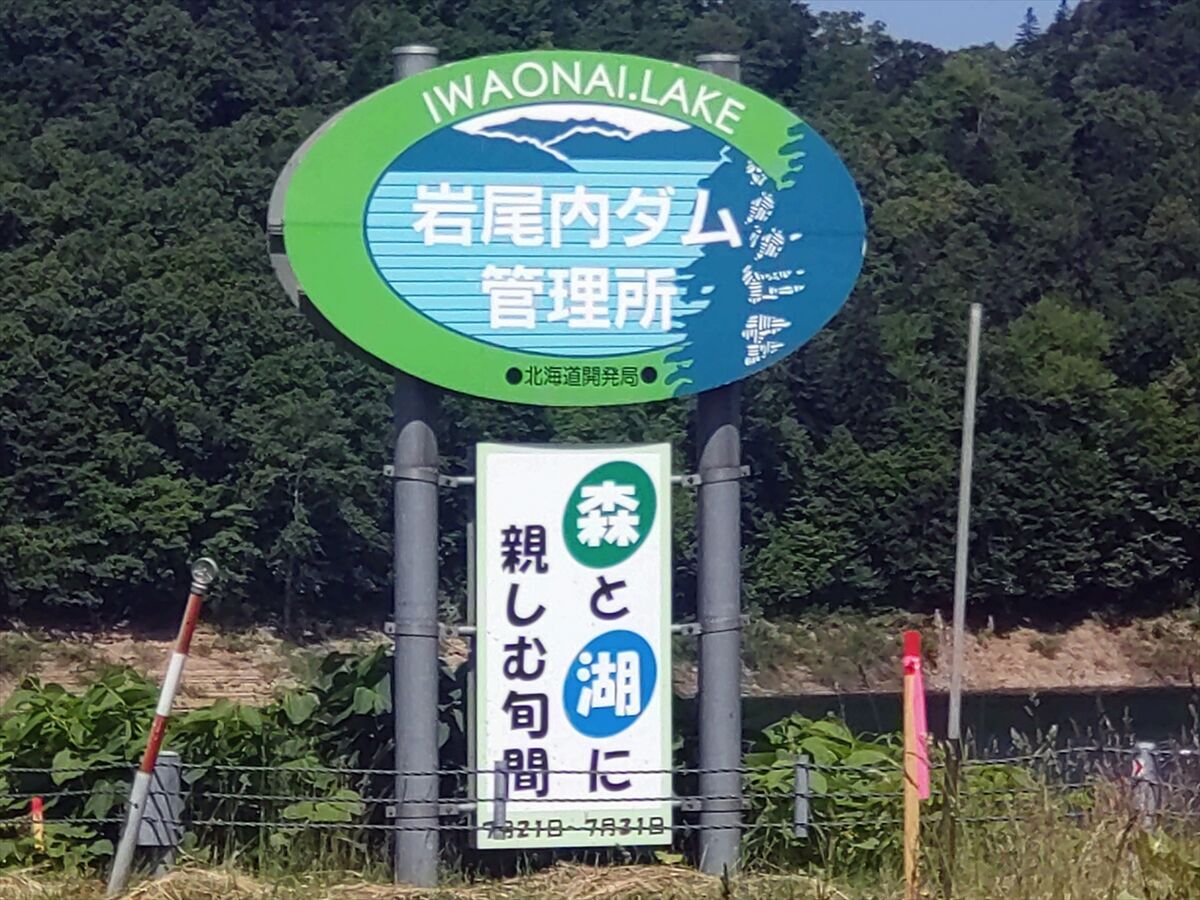 IWAONAI.LAKE
岩尾内ダム
管理所
●北海道開発局●
森と湖に
親しむ旬間
7月21日~7月31日